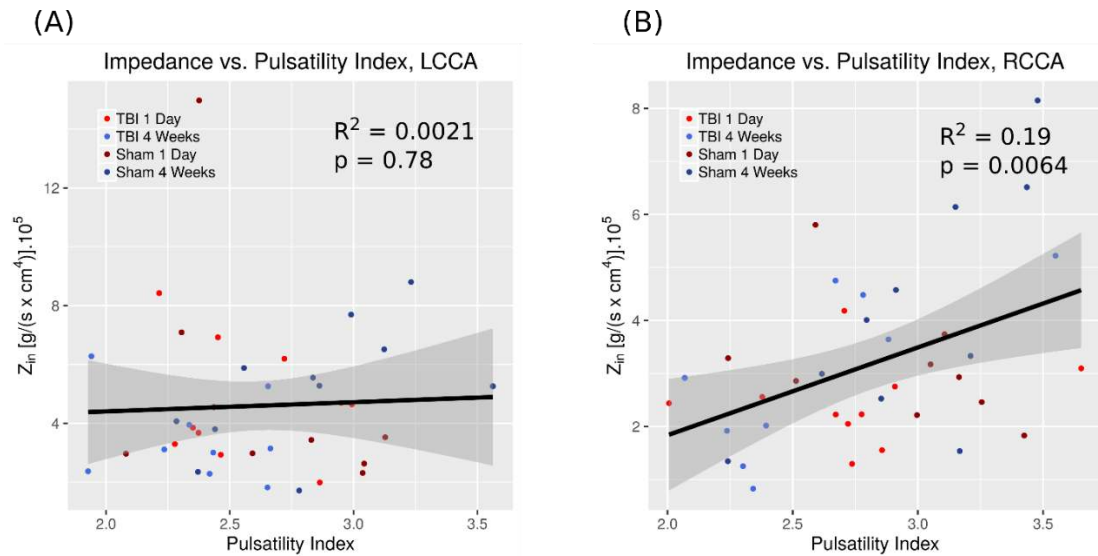 (A)
Impedance vs. Pulsatility Index, LCCA
TBI 1 Day
TBI 4 Weeks
Sham 1 Day
Sham 4 Weeks
R² = 0.0021
p = 0.78
12
8
4
Z_in [g/(s x cm⁴)].10⁵
2.0 2.5 3.0 3.5
Pulsatility Index
(B)
Impedance vs. Pulsatility Index, RCCA
TBI 1 Day
TBI 4 Weeks
Sham 1 Day
Sham 4 Weeks
R² = 0.19
p = 0.0064
8
6
4
2
Z_in [g/(s x cm⁴)].10⁵
2.0 2.5 3.0 3.5
Pulsatility Index